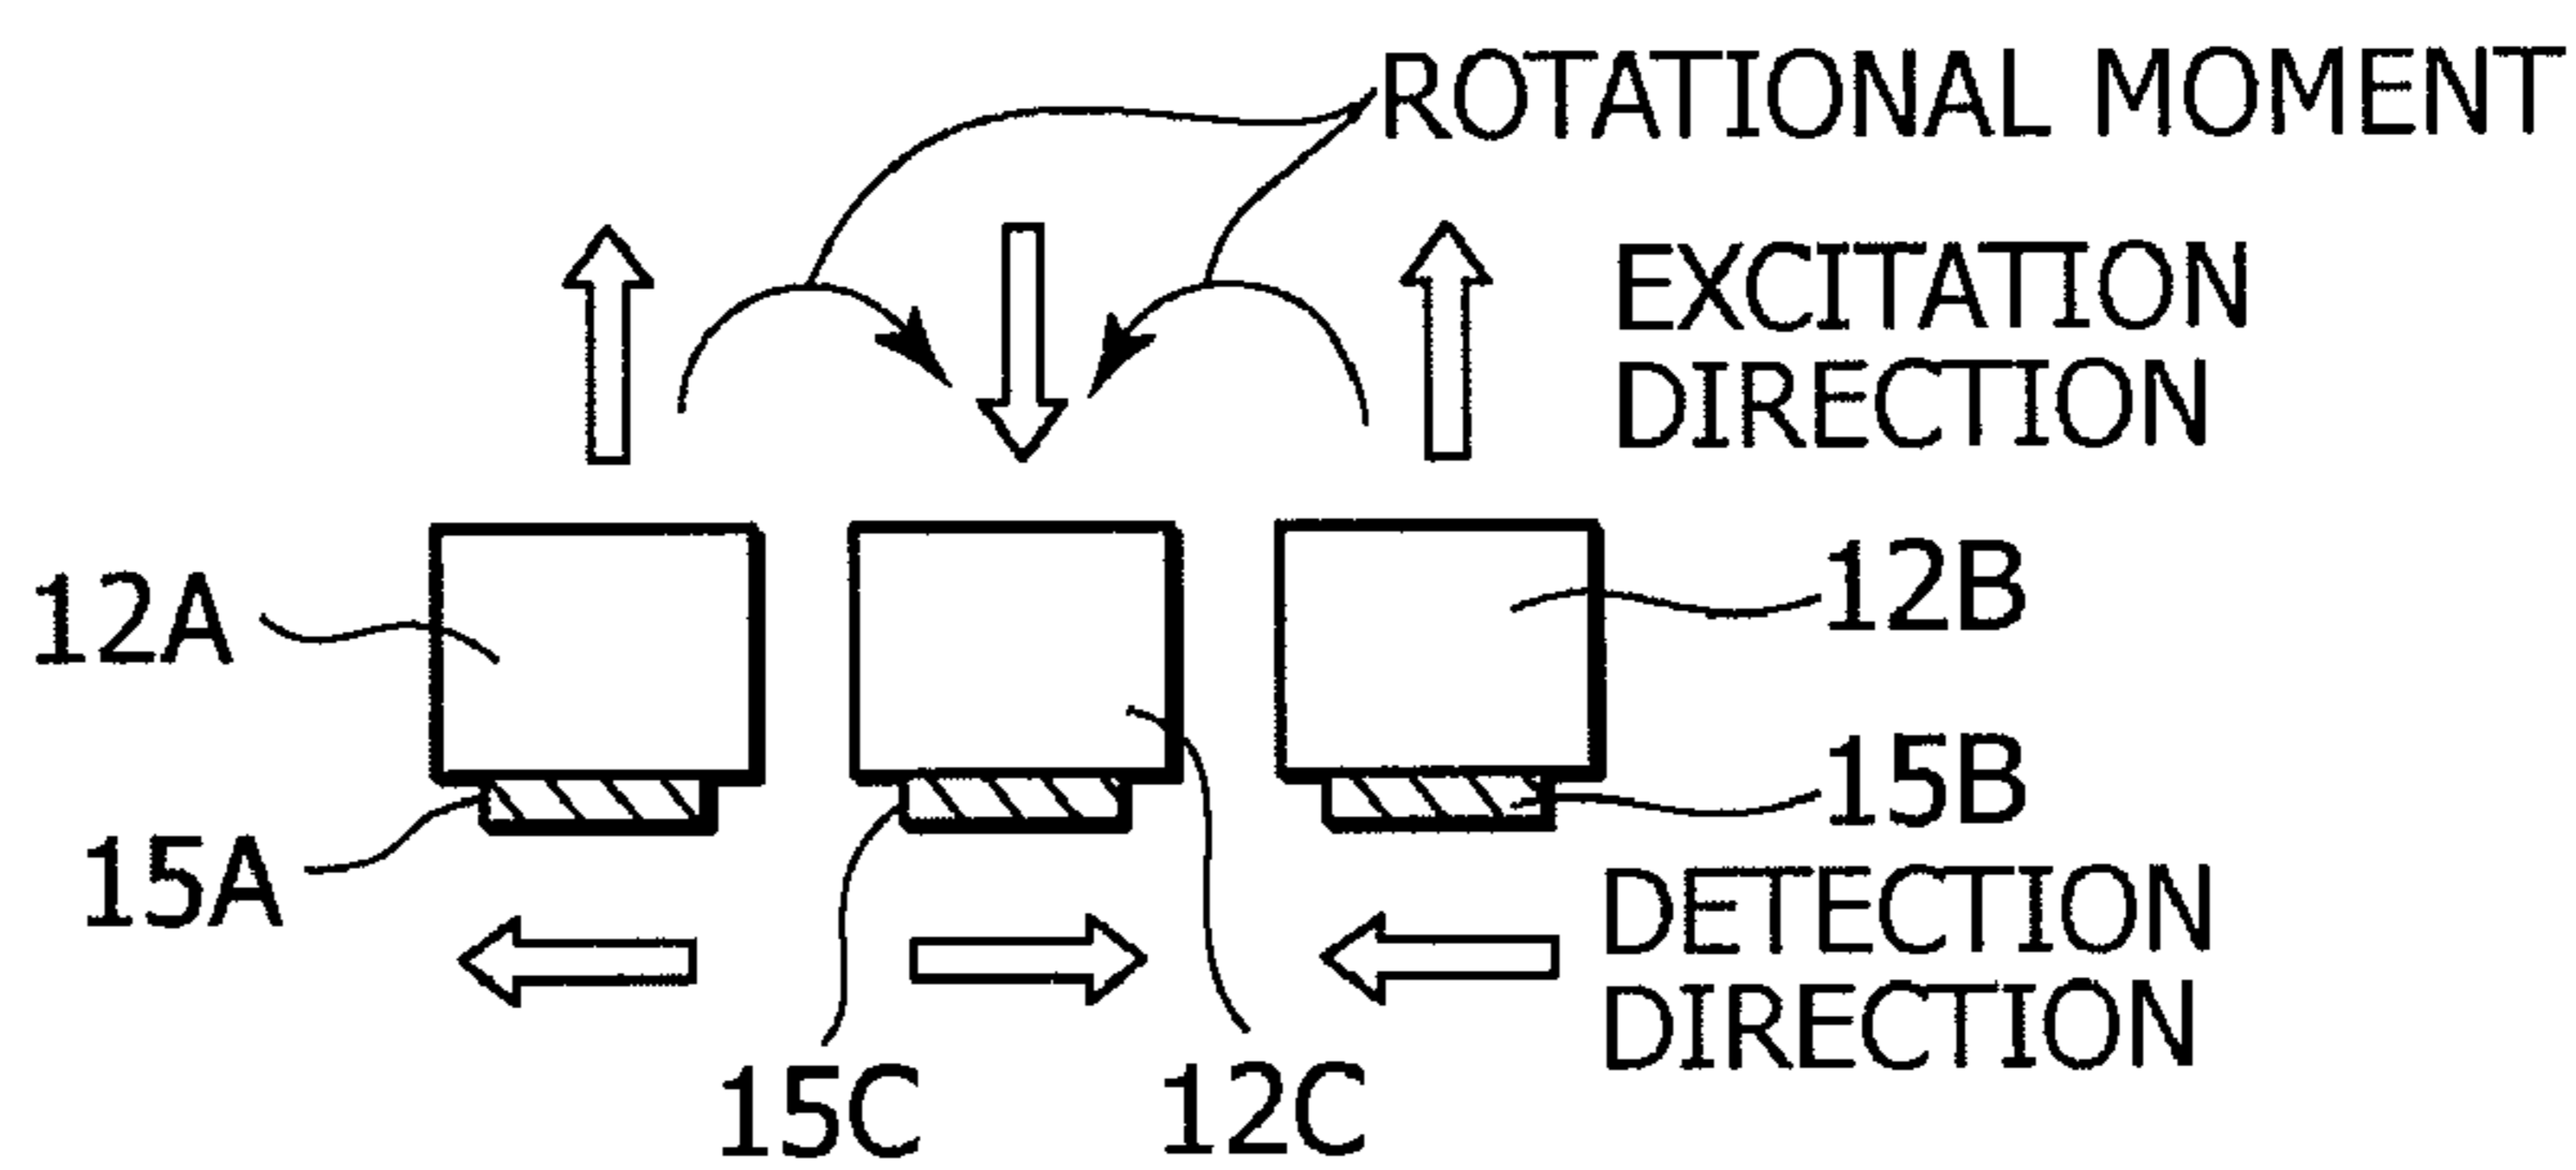 ROTATIONAL MOMENT
EXCITATION
DIRECTION
12A
12B
15A
15B
DETECTION
DIRECTION
15C
12C